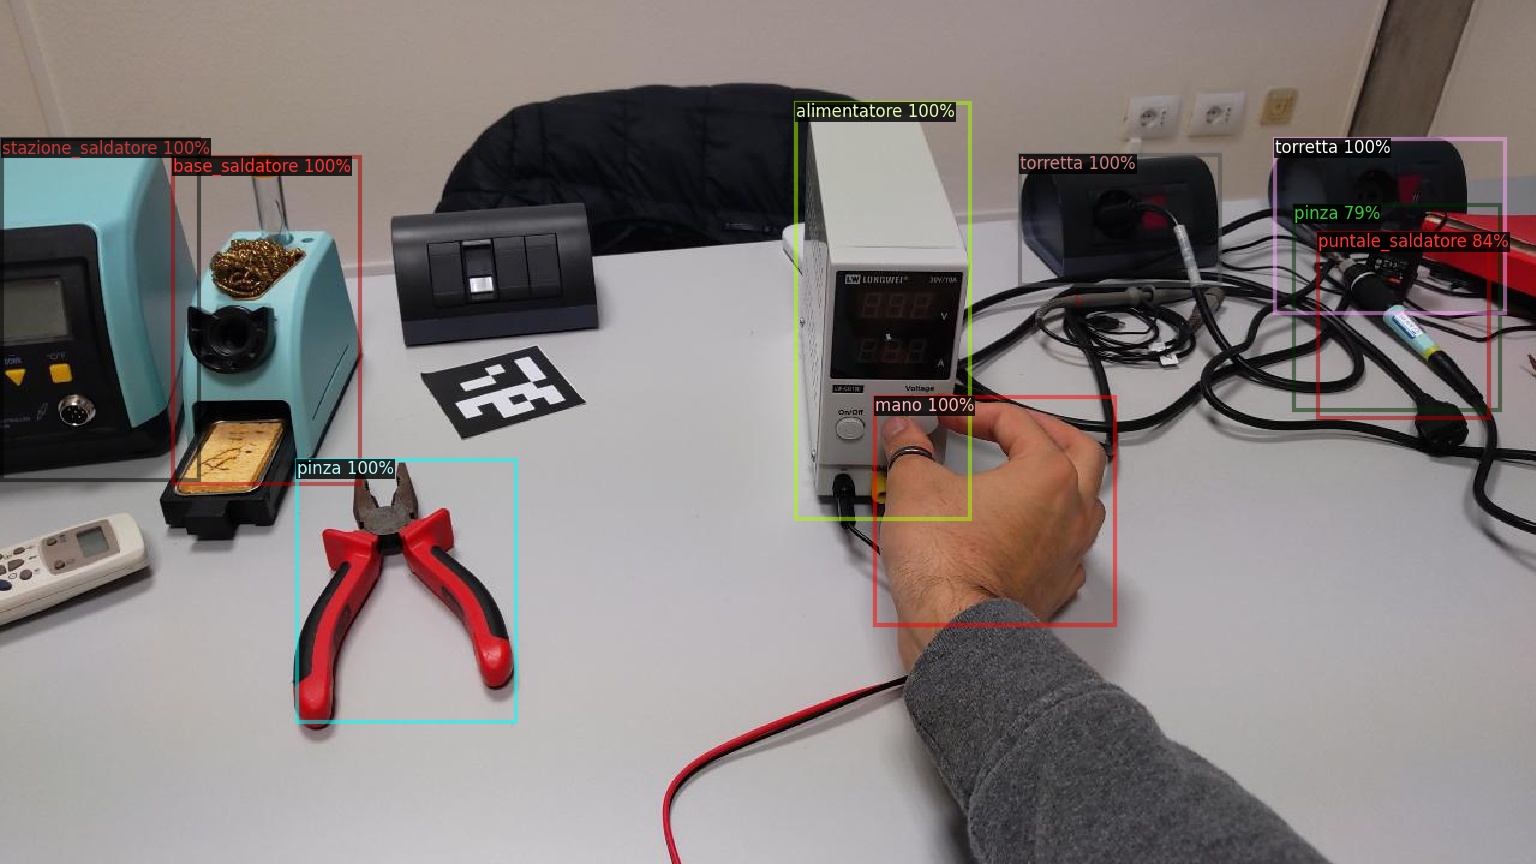 alimentatore 100%
stazione_saldatore 100%
base_saldatore 100%
torretta 100%
torretta 100%
pinza 79%
puntale_saldatore 84%
LW LONGWEI® 30V/10A
V
A
Voltage
On/Off
mano 100%
pinza 100%